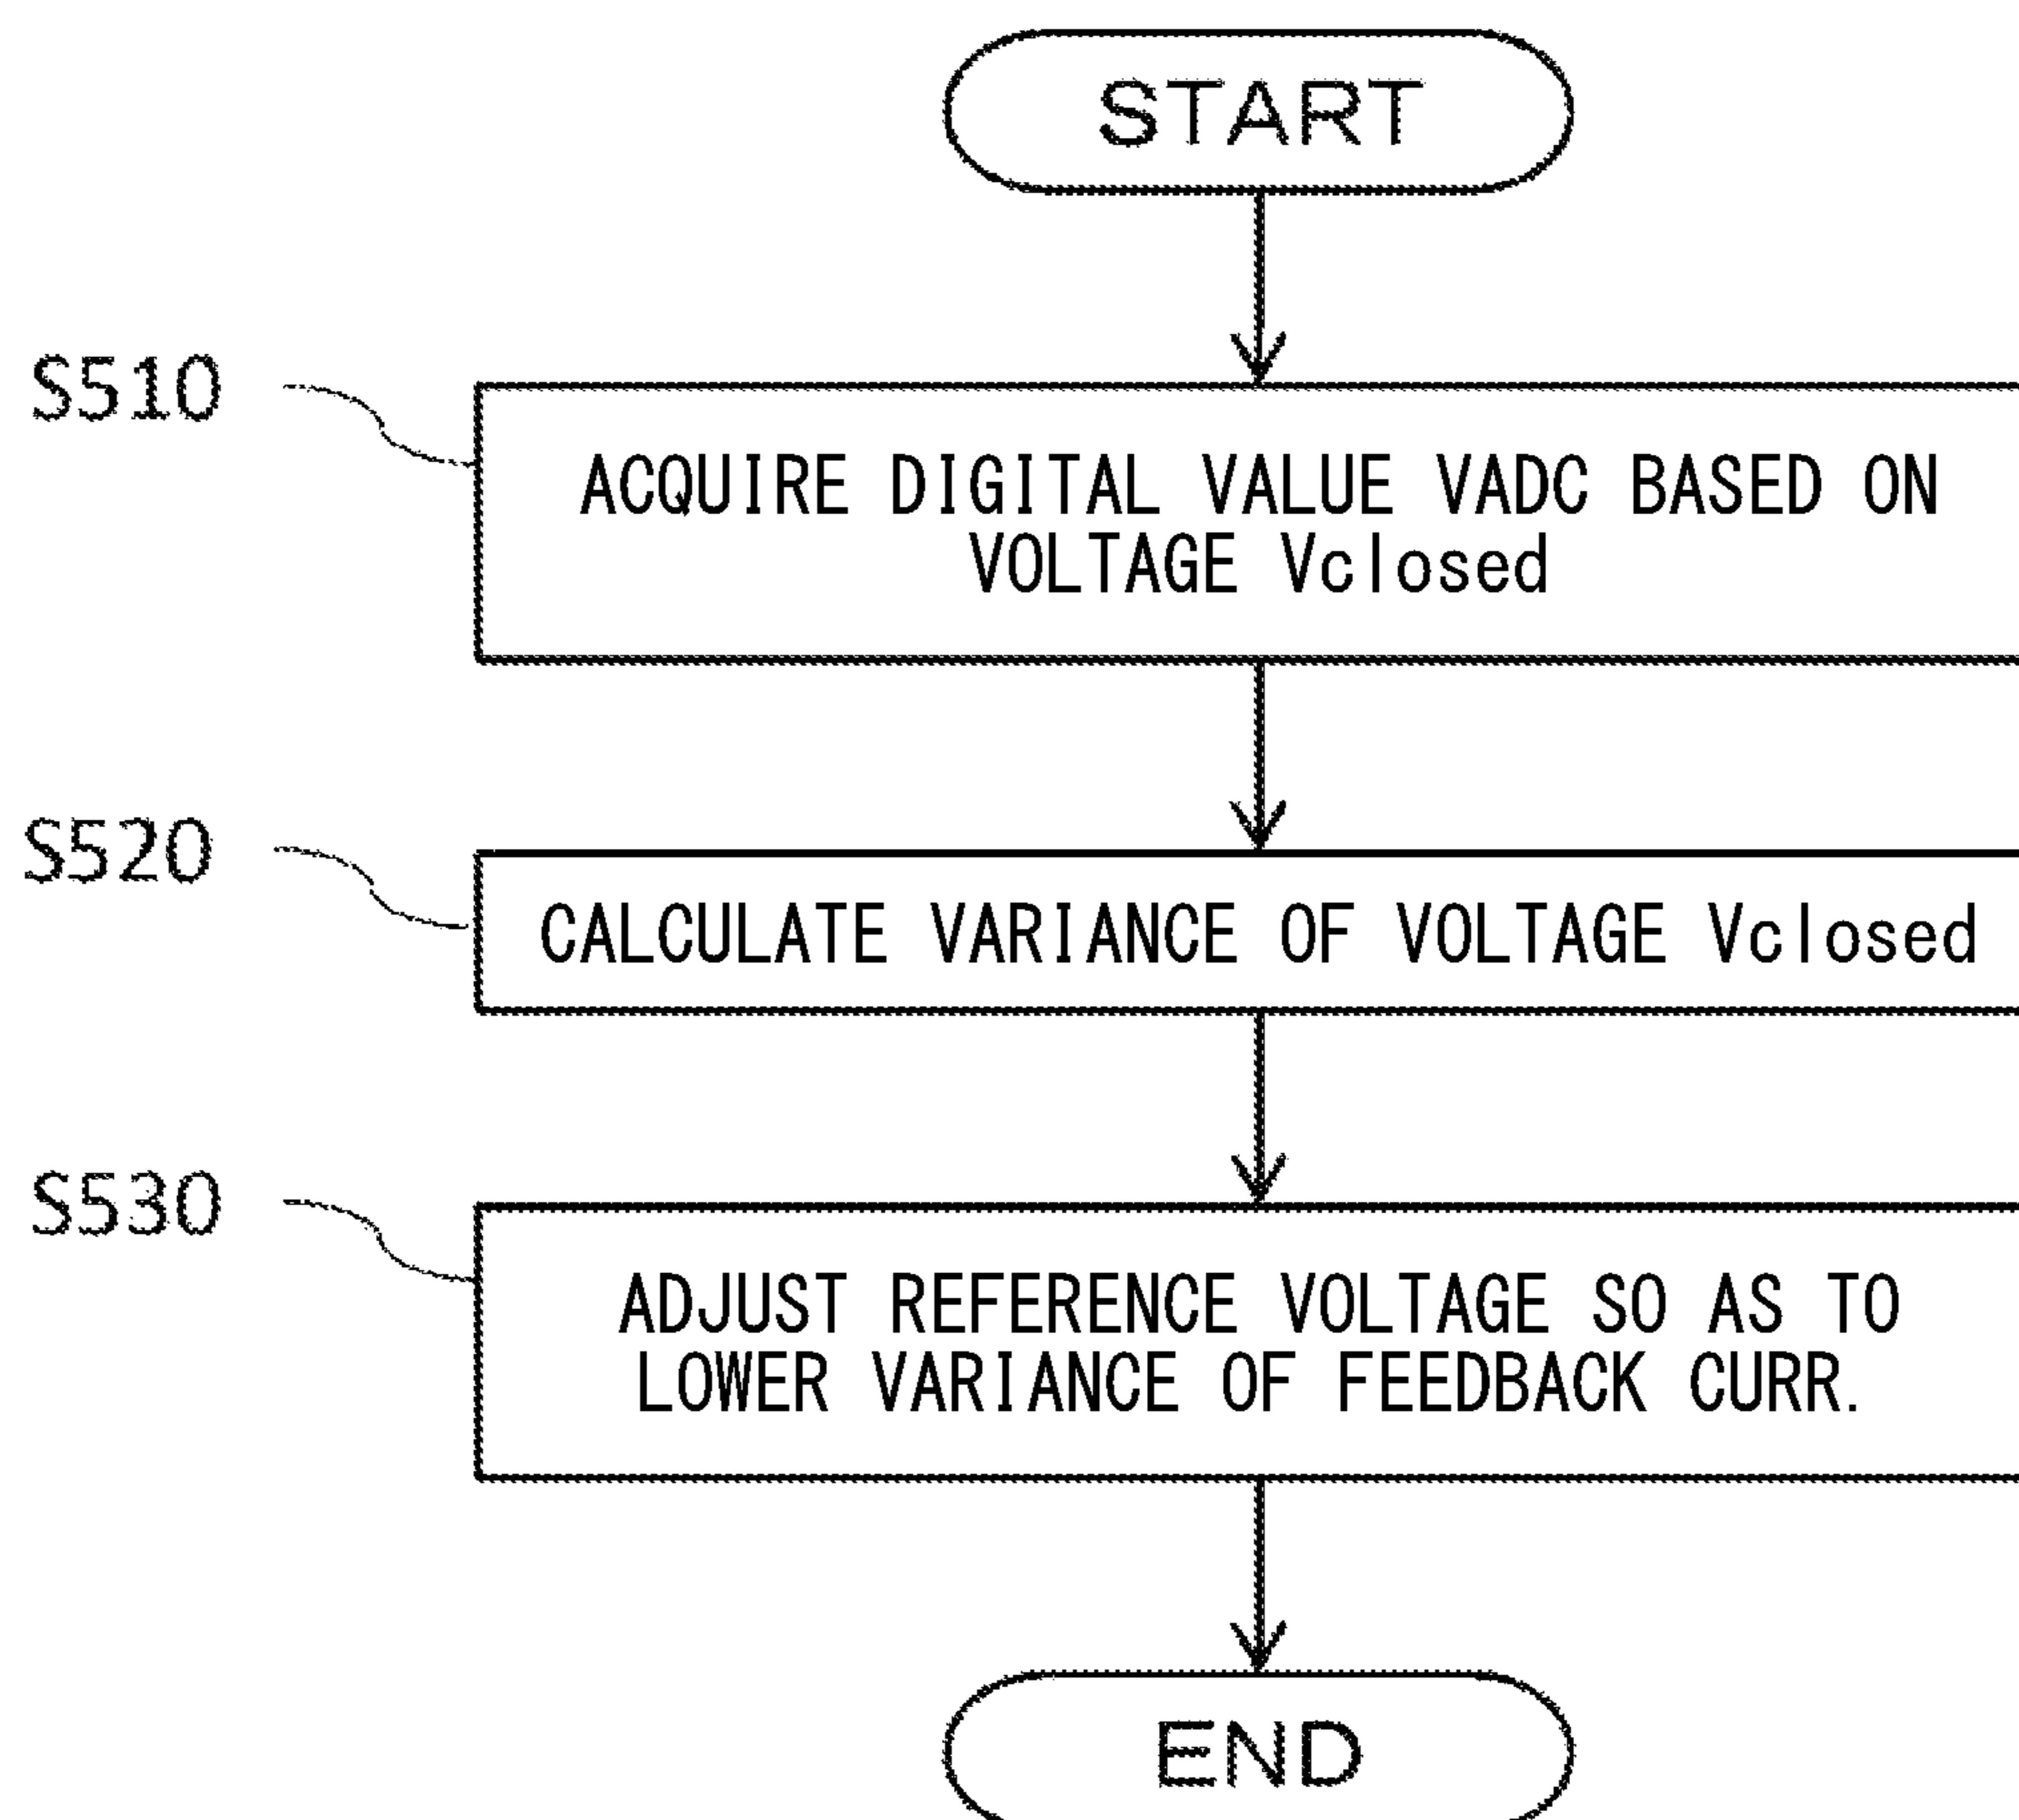 START
S510
ACQUIRE DIGITAL VALUE VADC BASED ON
VOLTAGE Vclosed
S520
CALCULATE VARIANCE OF VOLTAGE Vclosed
S530
ADJUST REFERENCE VOLTAGE SO AS TO
LOWER VARIANCE OF FEEDBACK CURR.
END